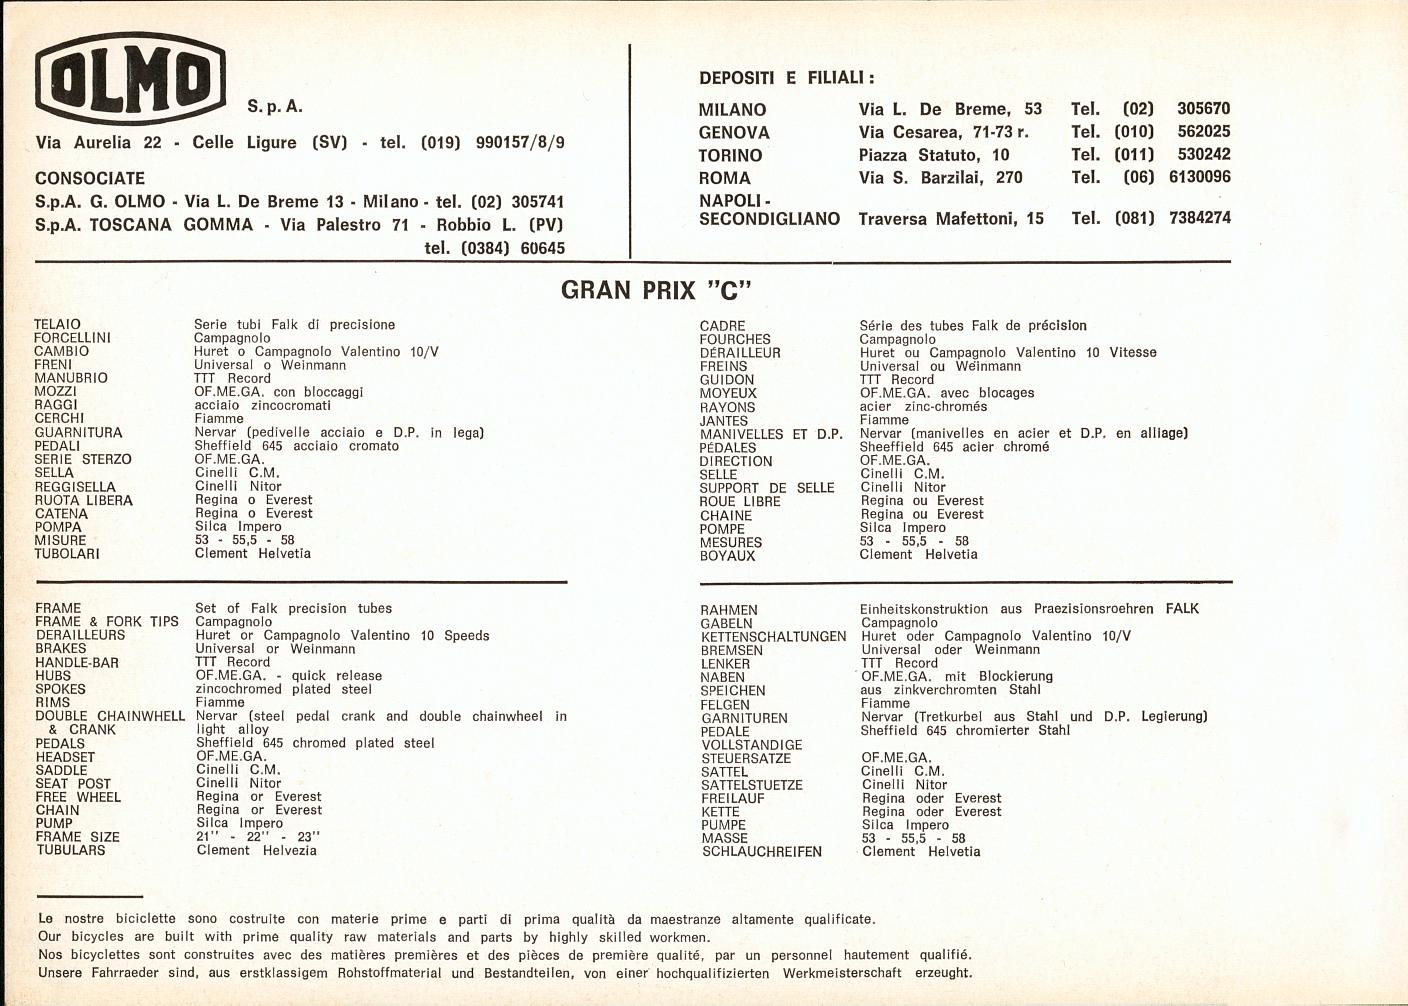 OLMO S.p.A.
Via Aurelia 22 - Celle Ligure (SV) - tel. (019) 990157/8/9
CONSOCIATE
S.p.A. G. OLMO - Via L. De Breme 13 - Milano - tel. (02) 305741
S.p.A. TOSCANA GOMMA - Via Palestro 71 - Robbio L. (PV)
tel. (0384) 60645
DEPOSITI E FILIALI :
MILANO Via L. De Breme, 53 Tel. (02) 305670
GENOVA Via Cesarea, 71-73 r. Tel. (010) 562025
TORINO Piazza Statuto, 10 Tel. (011) 530242
ROMA Via S. Barzilai, 270 Tel. (06) 6130096
NAPOLI -
SECONDIGLIANO Traversa Mafettoni, 15 Tel. (081) 7384274
GRAN PRIX "C"
TELAIO Serie tubi Falk di precisione
FORCELLINI Campagnolo
CAMBIO Huret o Campagnolo Valentino 10/V
FRENI Universal o Weinmann
MANUBRIO TTT Record
MOZZI OF.ME.GA. con bloccaggi
RAGGI acciaio zincocromati
CERCHI Fiamme
GUARNITURA Nervar (pedivelle acciaio e D.P. in lega)
PEDALI Sheffield 645 acciaio cromato
SERIE STERZO OF.ME.GA.
SELLA Cinelli C.M.
REGGISELLA Cinelli Nitor
RUOTA LIBERA Regina o Everest
CATENA Regina o Everest
POMPA Silca Impero
MISURE 53 - 55,5 - 58
TUBOLARI Clement Helvetia
CADRE Série des tubes Falk de précision
FOURCHES Campagnolo
DÉRAILLEUR Huret ou Campagnolo Valentino 10 Vitesse
FREINS Universal ou Weinmann
GUIDON TTT Record
MOYEUX OF.ME.GA. avec blocages
RAYONS acier zinc-chromés
JANTES Fiamme
MANIVELLES ET D.P. Nervar (manivelles en acier et D.P. en alliage)
PÉDALES Sheeffield 645 acier chromé
DIRECTION OF.ME.GA.
SELLE Cinelli C.M.
SUPPORT DE SELLE Cinelli Nitor
ROUE LIBRE Regina ou Everest
CHAINE Regina ou Everest
POMPE Silca Impero
MESURES 53 - 55,5 - 58
BOYAUX Clement Helvetia
FRAME Set of Falk precision tubes
FRAME & FORK TIPS Campagnolo
DERAILLEURS Huret or Campagnolo Valentino 10 Speeds
BRAKES Universal or Weinmann
HANDLE-BAR TTT Record
HUBS OF.ME.GA. - quick release
SPOKES zincochromed plated steel
RIMS Fiamme
DOUBLE CHAINWHELL Nervar (steel pedal crank and double chainwheel in
& CRANK light alloy
PEDALS Sheffield 645 chromed plated steel
HEADSET OF.ME.GA.
SADDLE Cinelli C.M.
SEAT POST Cinelli Nitor
FREE WHEEL Regina or Everest
CHAIN Regina or Everest
PUMP Silca Impero
FRAME SIZE 21" - 22" - 23"
TUBULARS Clement Helvezia
RAHMEN Einheitskonstruktion aus Praezisionsroehren FALK
GABELN Campagnolo
KETTENSCHALTUNGEN Huret oder Campagnolo Valentino 10/V
BREMSEN Universal oder Weinmann
LENKER TTT Record
NABEN OF.ME.GA. mit Blockierung
SPEICHEN aus zinkverchromten Stahl
FELGEN Fiamme
GARNITUREN Nervar (Tretkurbel aus Stahl und D.P. Legierung)
PEDALE Sheffield 645 chromierter Stahl
VOLLSTANDIGE
STEUERSATZE OF.ME.GA.
SATTEL Cinelli C.M.
SATTELSTUETZE Cinelli Nitor
FREILAUF Regina oder Everest
KETTE Regina oder Everest
PUMPE Silca Impero
MASSE 53 - 55,5 - 58
SCHLAUCHREIFEN Clement Helvetia
Le nostre biciclette sono costruite con materie prime e parti di prima qualità da maestranze altamente qualificate.
Our bicycles are built with prime quality raw materials and parts by highly skilled workmen.
Nos bicyclettes sont construites avec des matières premières et des pièces de première qualité, par un personnel hautement qualifié.
Unsere Fahrraeder sind, aus erstklassigem Rohstoffmaterial und Bestandteilen, von einer hochqualifizierten Werkmeisterschaft erzeught.